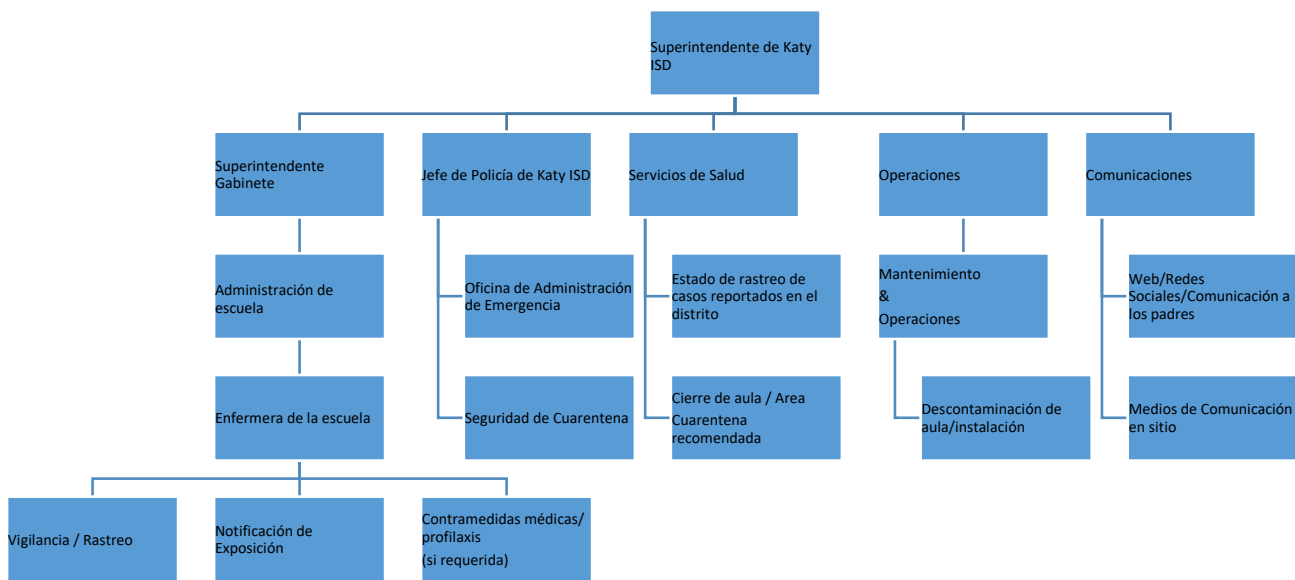 Superintendente de Katy
ISD
Superintendente
Gabinete
Jefe de Policía de Katy ISD
Servicios de Salud
Operaciones
Comunicaciones
Administración de
escuela
Oficina de Administración
de Emergencia
Estado de rastreo de
casos reportados en el
distrito
Mantenimiento
&
Operaciones
Web/Redes
Sociales/Comunicación a
los padres
Enfermera de la escuela
Seguridad de Cuarentena
Cierre de aula / Area
Cuarentena
recomendada
Descontaminación de
aula/instalación
Medios de Comunicación
en sitio
Vigilancia / Rastreo
Notificación de
Exposición
Contramedidas médicas/
profilaxis
(si requerida)